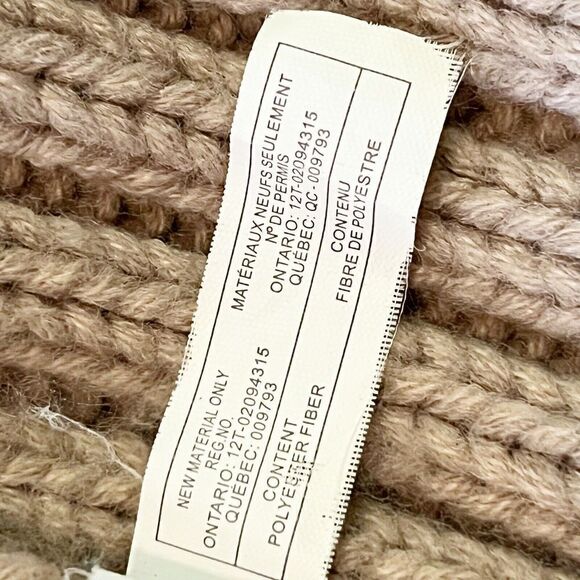 NEW MATERIAL ONLY
REG.NO.
ONTARIO: 12T-02094315
QUÉBEC: 009793
CONTENT
POLYESTER FIBER
MATÉRIAUX NEUFS SEULEMENT
Nº DE PERMIS
ONTARIO: 12T-02094315
QUÉBEC: QC-009793
CONTENU
FIBRE DE POLYESTRE